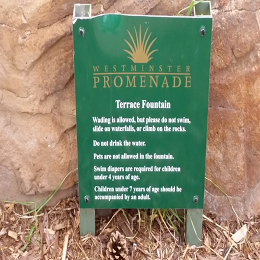 WESTMINSTER
PROMENADE
Terrace Fountain
Wading is allowed, but please do not swim,
slide on waterfalls, or climb on the rocks.
Do not drink the water.
Pets are not allowed in the fountain.
Swim diapers are required for children
under 4 years of age.
Children under 7 years of age should be
accompanied by an adult.